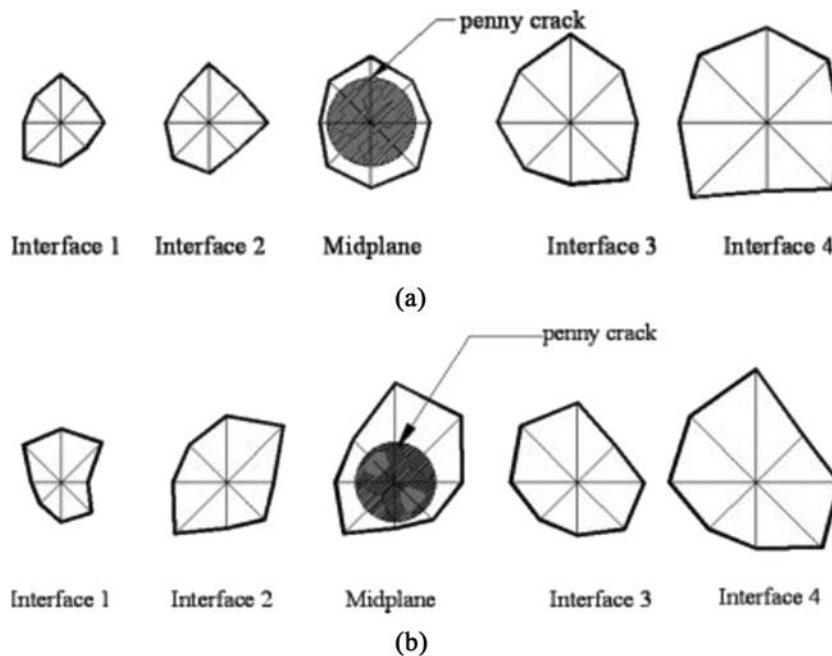 penny crack
Interface 1 Interface 2 Midplane Interface 3 Interface 4
(a)
penny crack
Interface 1 Interface 2 Midplane Interface 3 Interface 4
(b)